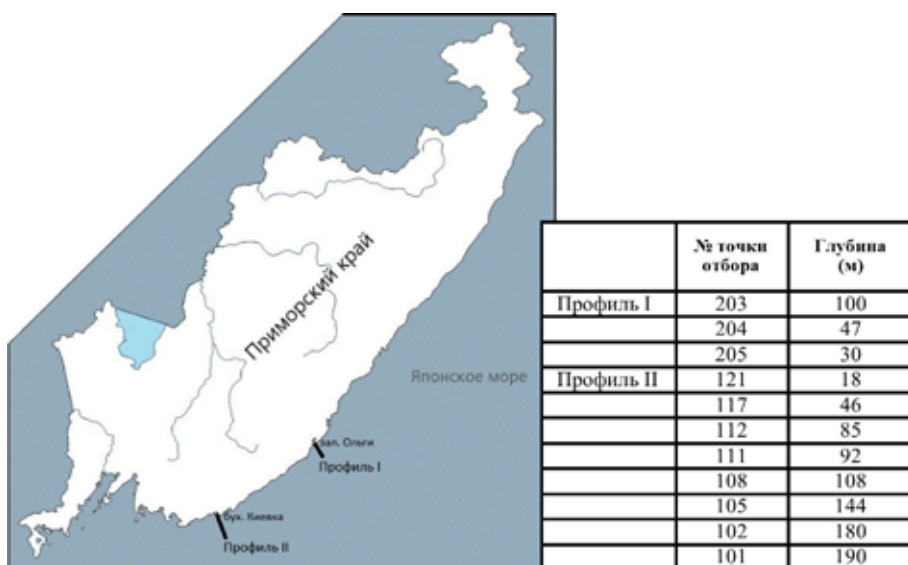 Приморский край
Японское море
зал. Ольги
Профиль I
бух. Киевка
Профиль II
№ точки отбора Глубина (м)
Профиль I 203 100
204 47
205 30
Профиль II 121 18
117 46
112 85
111 92
108 108
105 144
102 180
101 190